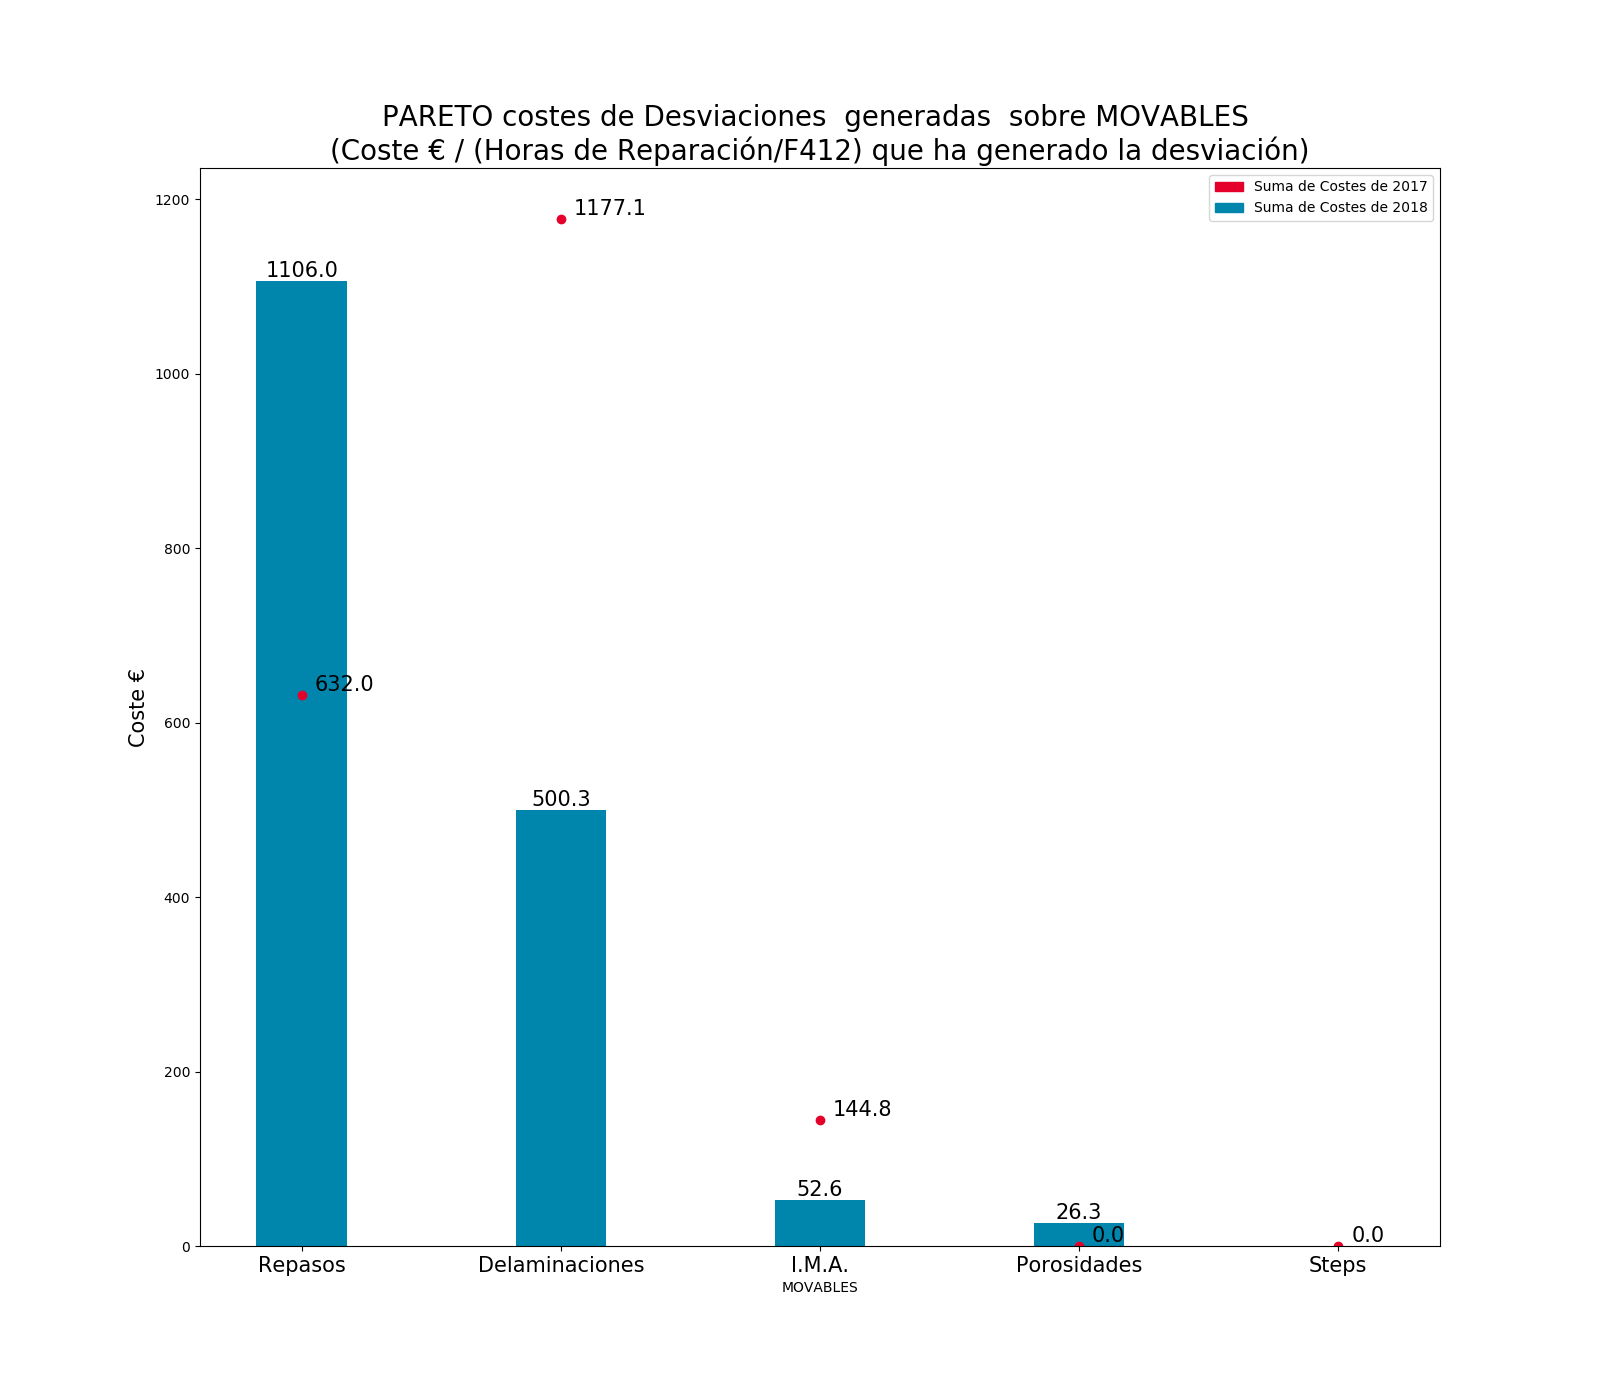 PARETO costes de Desviaciones  generadas  sobre MOVABLES
(Coste € / (Horas de Reparación/F412) que ha generado la desviación)
Suma de Costes de 2017
Suma de Costes de 2018
1200
1000
800
600
400
200
0
Coste €
1106.0
632.0
1177.1
500.3
144.8
52.6
26.3
0.0
0.0
Repasos
Delaminaciones
I.M.A.
Porosidades
Steps
MOVABLES